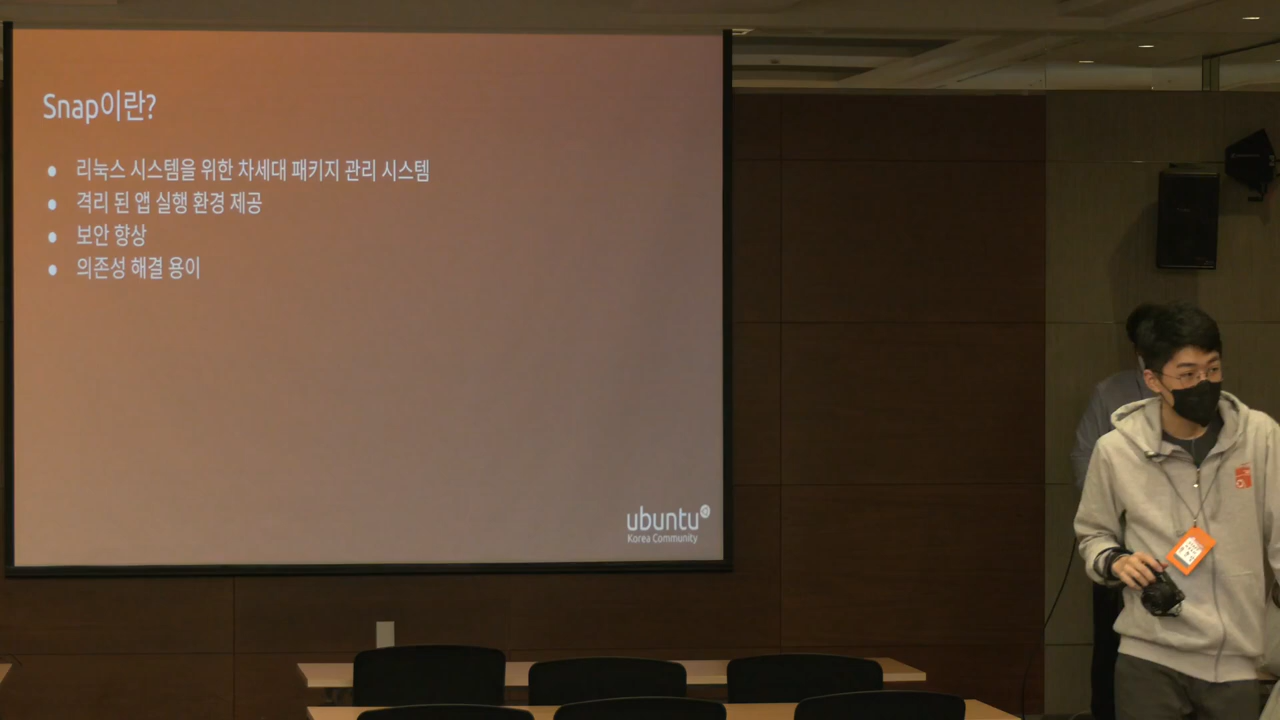 Snap이란?
리눅스 시스템을 위한 차세대 패키지 관리 시스템
격리 된 앱 실행 환경 제공
보안 향상
의존성 해결 용이
ubuntu
Korea Community